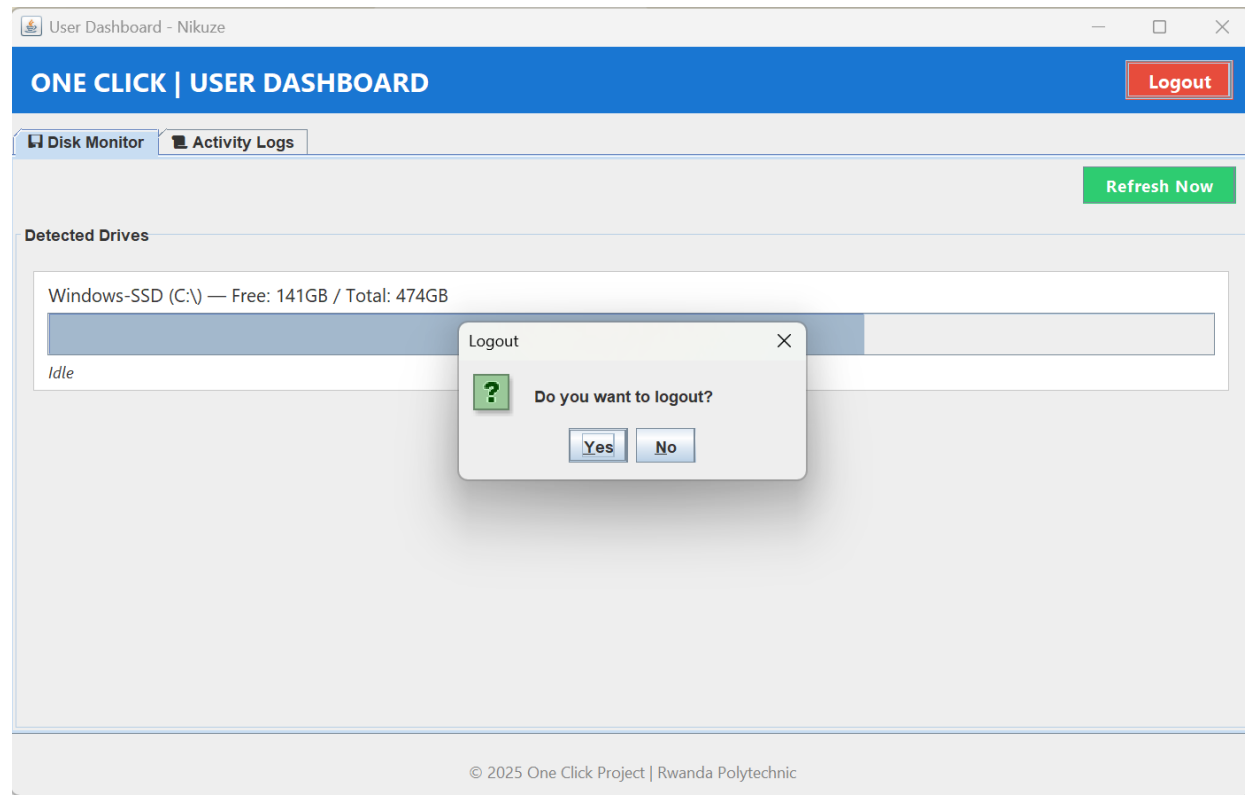 User Dashboard - Nikuze
ONE CLICK | USER DASHBOARD
Logout
Disk Monitor
Activity Logs
Refresh Now
Detected Drives
Windows-SSD (C:\) — Free: 141GB / Total: 474GB
Idle
Logout
?
Do you want to logout?
Yes
No
© 2025 One Click Project | Rwanda Polytechnic